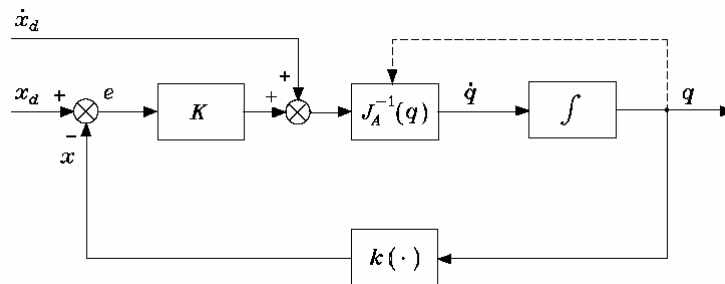 ẋ_d
+
x_d + e K + J_A^{-1}(q) q̇ ∫ q
−
x
k(·)